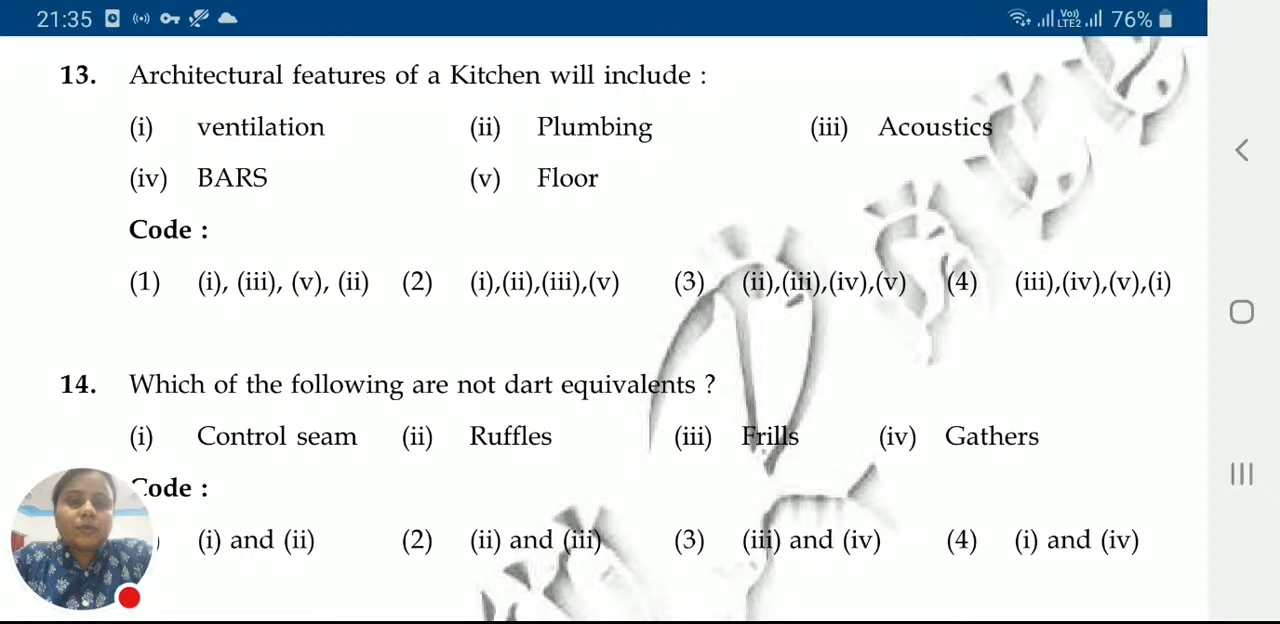 21:35 Vo)) LTE2 76%
13. Architectural features of a Kitchen will include :
(i) ventilation (ii) Plumbing (iii) Acoustics
(iv) BARS (v) Floor
Code :
(1) (i), (iii), (v), (ii) (2) (i),(ii),(iii),(v) (3) (ii),(iii),(iv),(v) (4) (iii),(iv),(v),(i)
14. Which of the following are not dart equivalents ?
(i) Control seam (ii) Ruffles (iii) Frills (iv) Gathers
Code :
) (i) and (ii) (2) (ii) and (iii) (3) (iii) and (iv) (4) (i) and (iv)